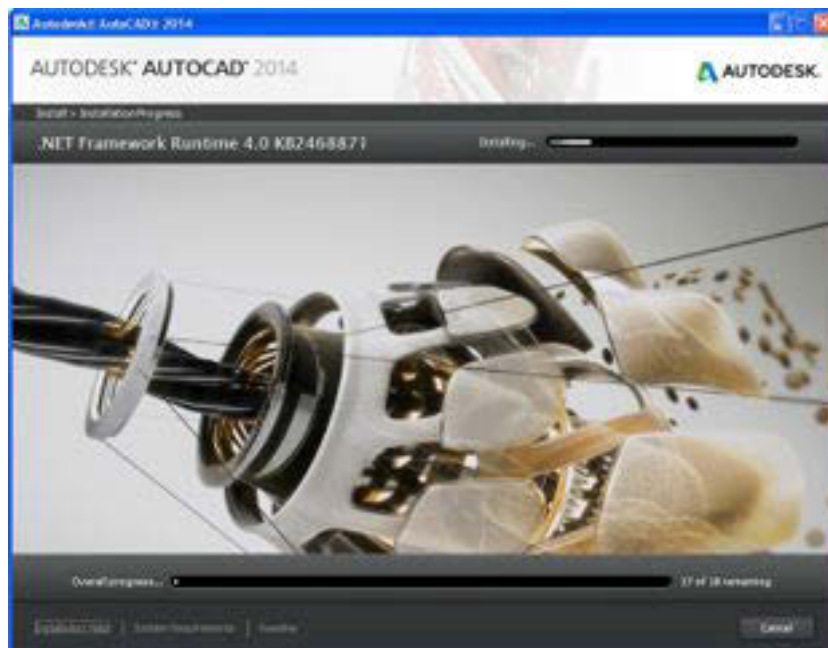 Autodesk® AutoCAD® 2014
AUTODESK® AUTOCAD® 2014
AUTODESK.
Install > Installation Progress
.NET Framework Runtime 4.0 KB2468871
Installing...
Overall progress...
17 of 18 remaining
Installation Help | System Requirements | Readme
Cancel